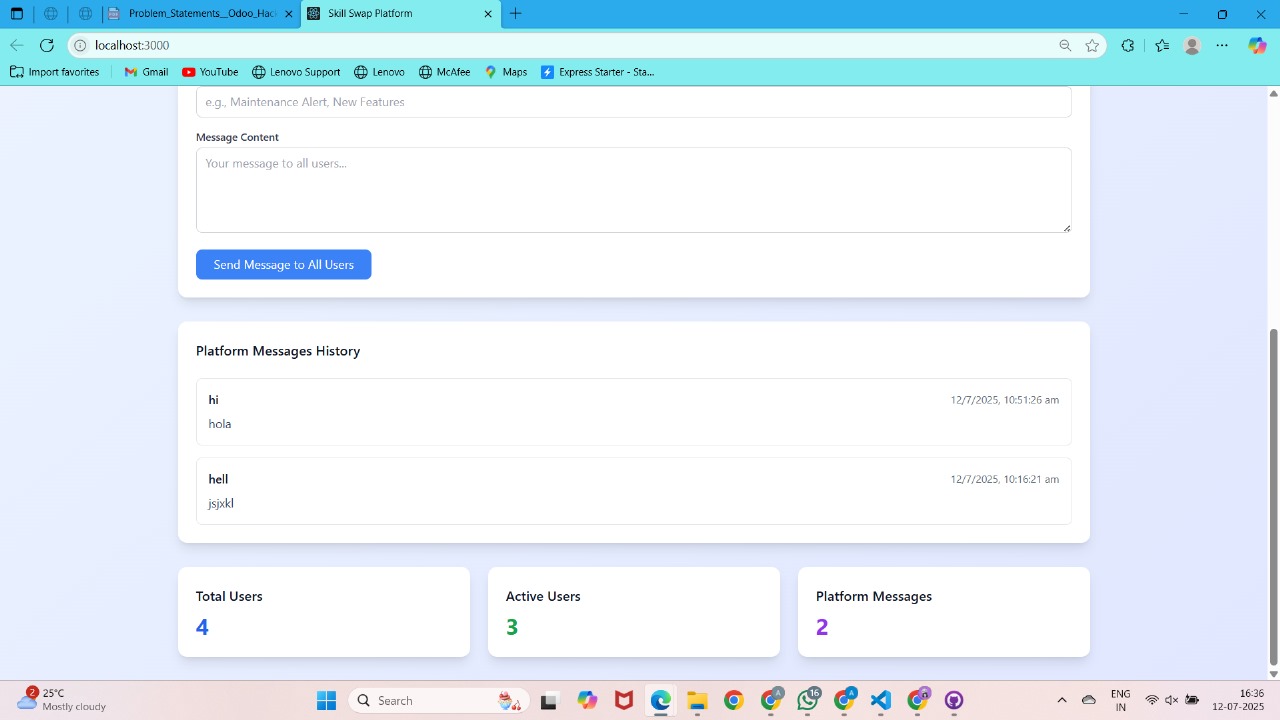 Problem_Statements__Odoo_Hac
Skill Swap Platform
localhost:3000
Import favorites
Gmail
YouTube
Lenovo Support
Lenovo
McAfee
Maps
Express Starter - Sta...
e.g., Maintenance Alert, New Features
Message Content
Your message to all users...
Send Message to All Users
Platform Messages History
hi 12/7/2025, 10:51:26 am
hola
hell 12/7/2025, 10:16:21 am
jsjxkl
Total Users Active Users Platform Messages
4 3 2
2
25°C
Mostly cloudy
Search
A
16
A
ENG
IN
16:36
12-07-2025